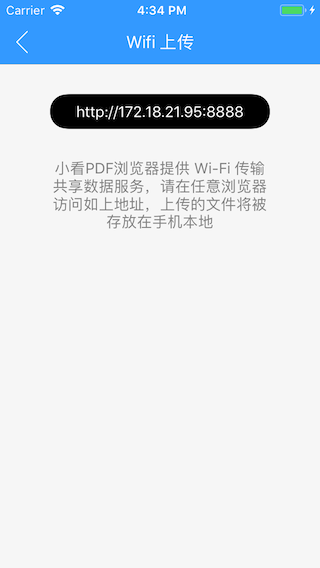 Carrier 4:34 PM
Wifi 上传
http://172.18.21.95:8888
小看PDF浏览器提供 Wi-Fi 传输
共享数据服务，请在任意浏览器
访问如上地址，上传的文件将被
存放在手机本地